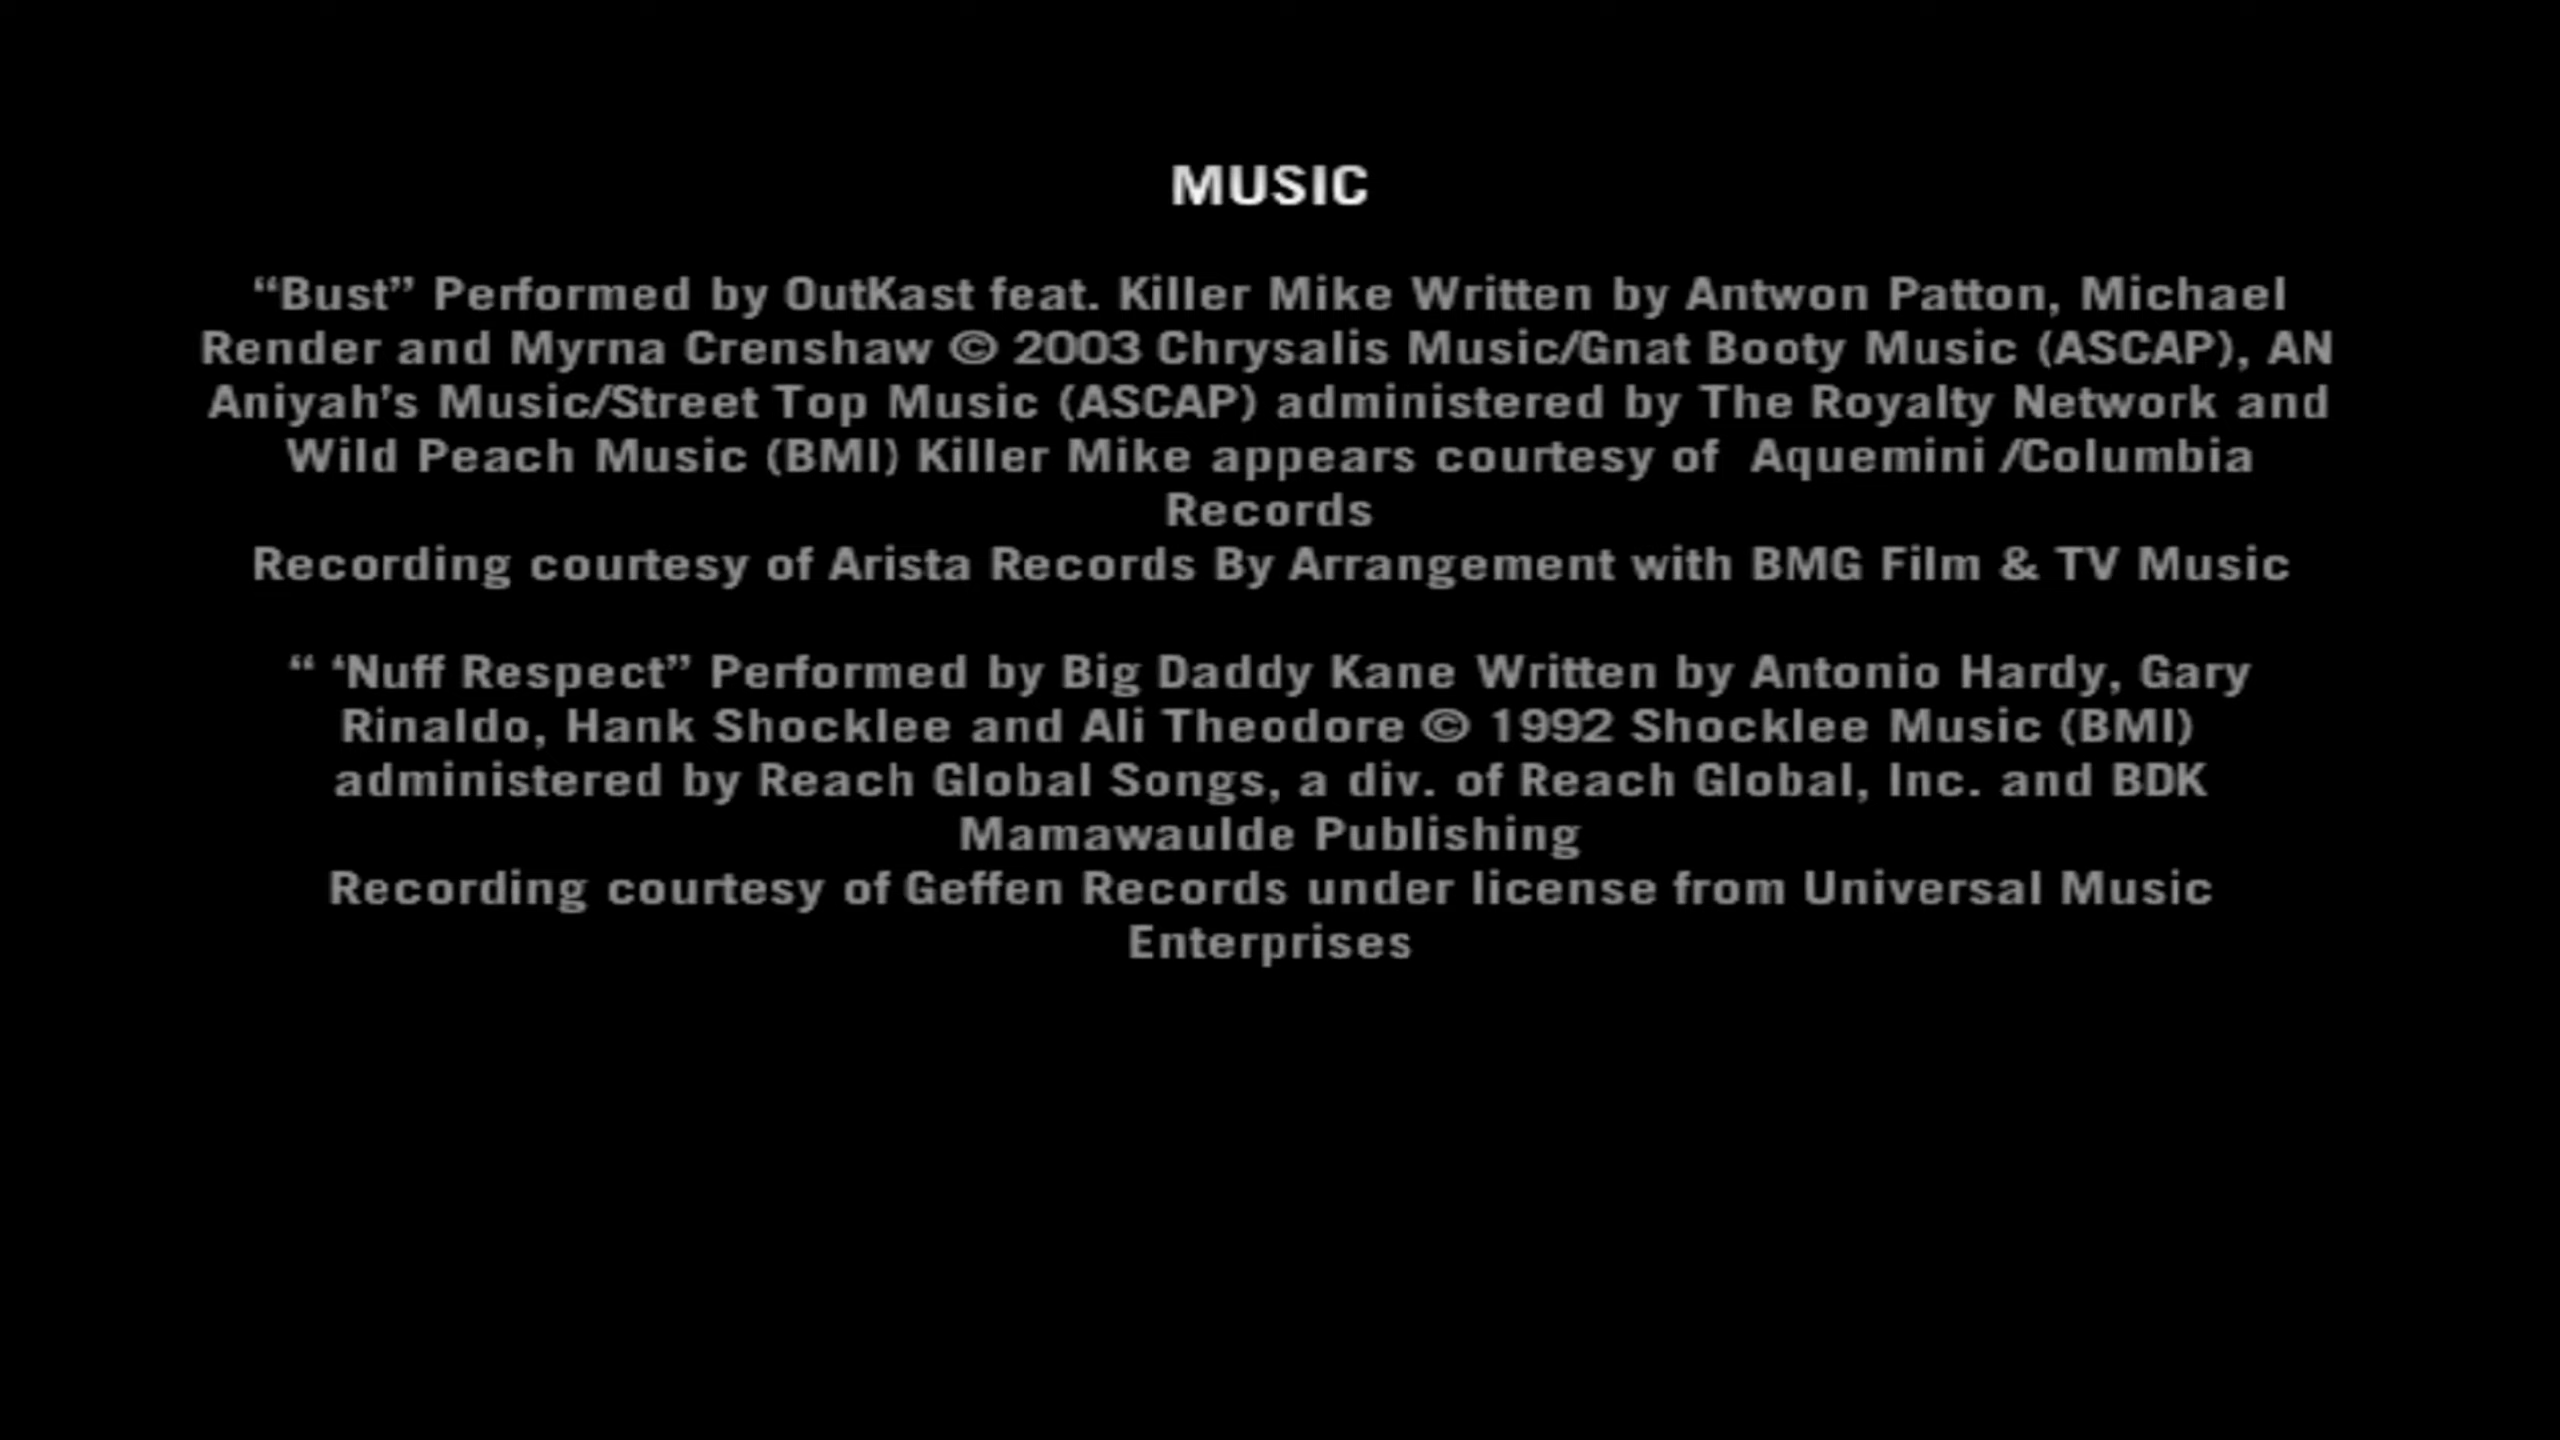 MUSIC
“Bust” Performed by OutKast feat. Killer Mike Written by Antwon Patton, Michael
Render and Myrna Crenshaw © 2003 Chrysalis Music/Gnat Booty Music (ASCAP), AN
Aniyah’s Music/Street Top Music (ASCAP) administered by The Royalty Network and
Wild Peach Music (BMI) Killer Mike appears courtesy of  Aquemini /Columbia
Records
Recording courtesy of Arista Records By Arrangement with BMG Film & TV Music
“ ‘Nuff Respect” Performed by Big Daddy Kane Written by Antonio Hardy, Gary
Rinaldo, Hank Shocklee and Ali Theodore © 1992 Shocklee Music (BMI)
administered by Reach Global Songs, a div. of Reach Global, Inc. and BDK
Mamawaulde Publishing
Recording courtesy of Geffen Records under license from Universal Music
Enterprises